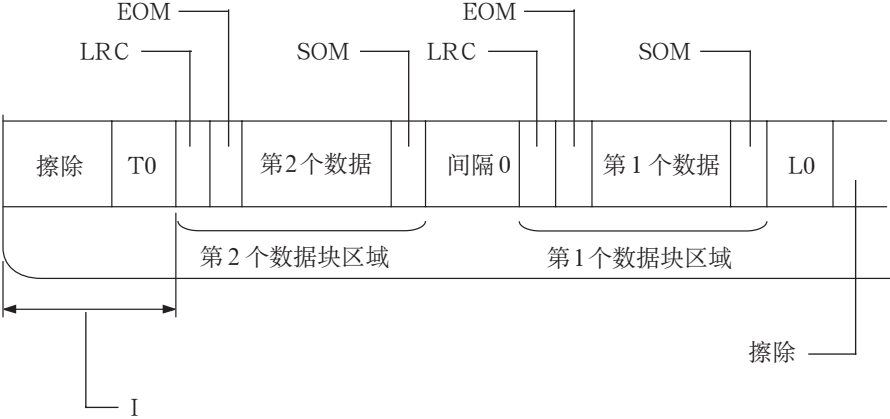 EOM
EOM
LRC
SOM
LRC
SOM
擦除
T0
第2个数据
间隔0
第1个数据
L0
第2个数据块区域
第1个数据块区域
擦除
I